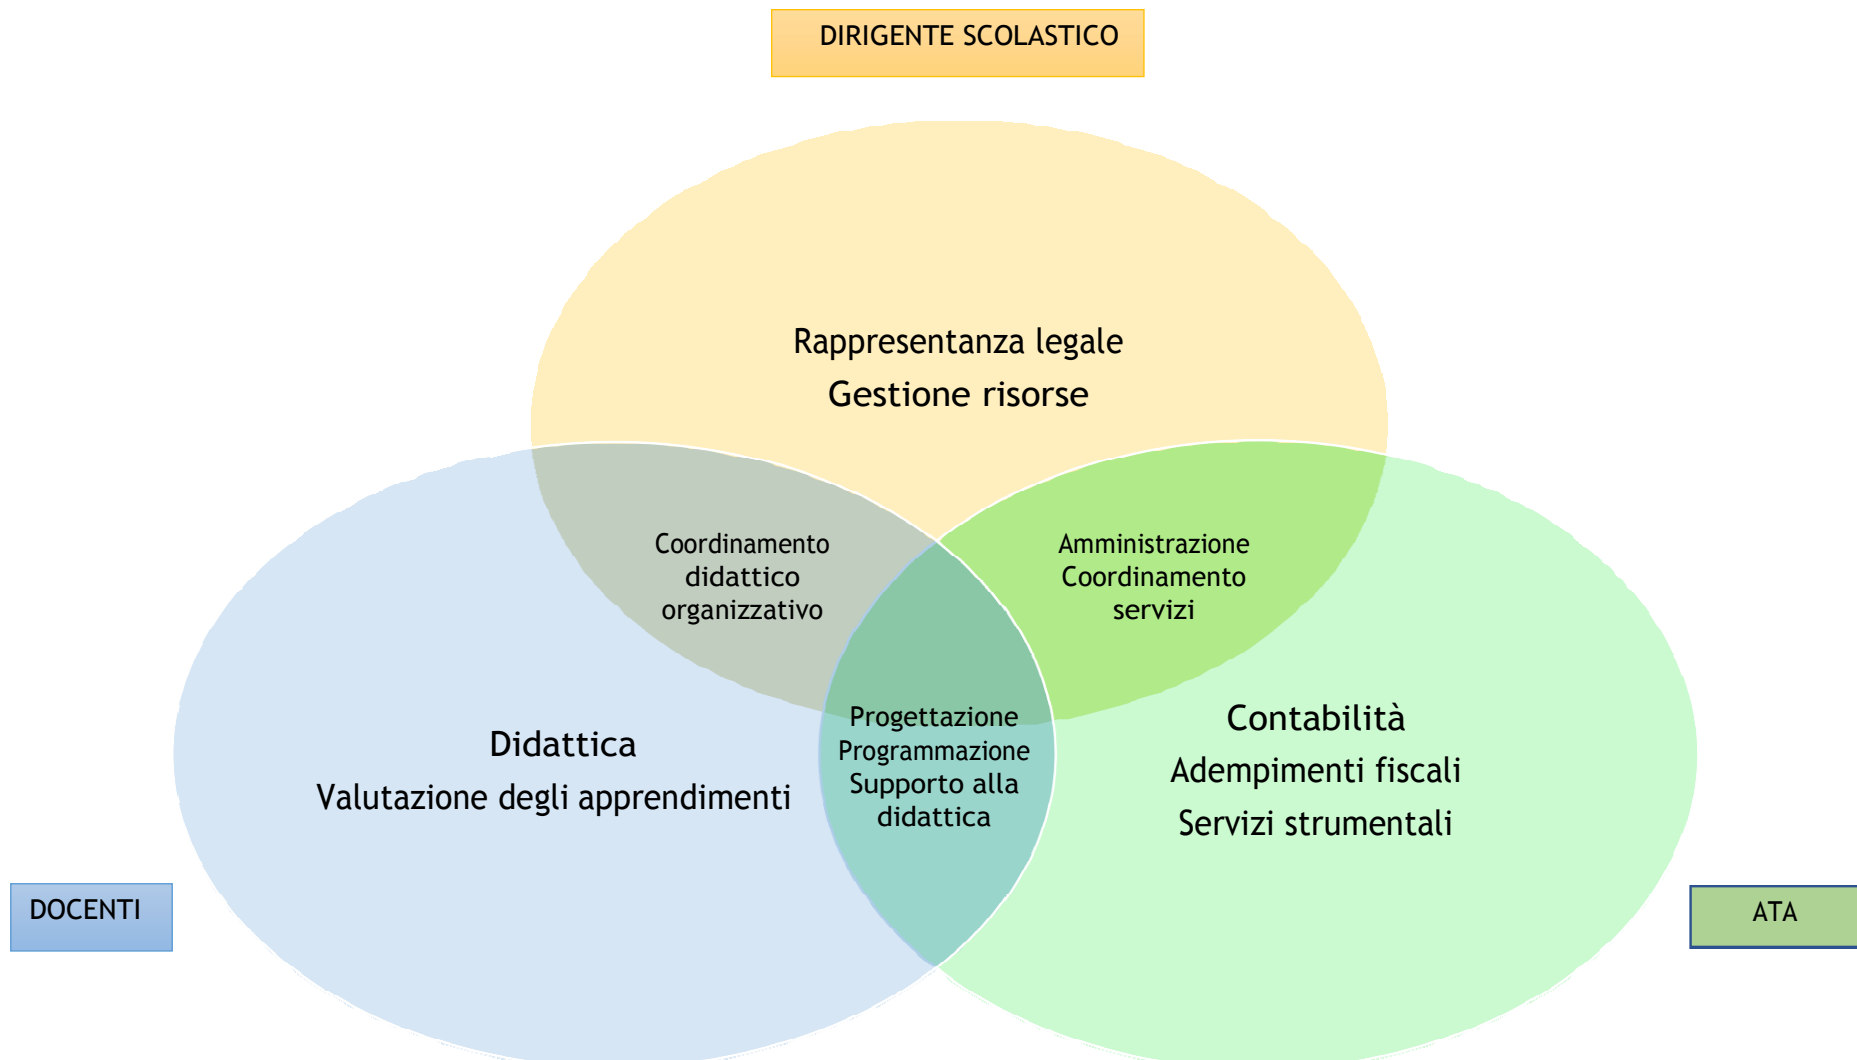 DIRIGENTE SCOLASTICO
Rappresentanza legale
Gestione risorse
Coordinamento
didattico
organizzativo
Amministrazione
Coordinamento
servizi
Didattica
Valutazione degli apprendimenti
Progettazione
Programmazione
Supporto alla
didattica
Contabilità
Adempimenti fiscali
Servizi strumentali
DOCENTI
ATA